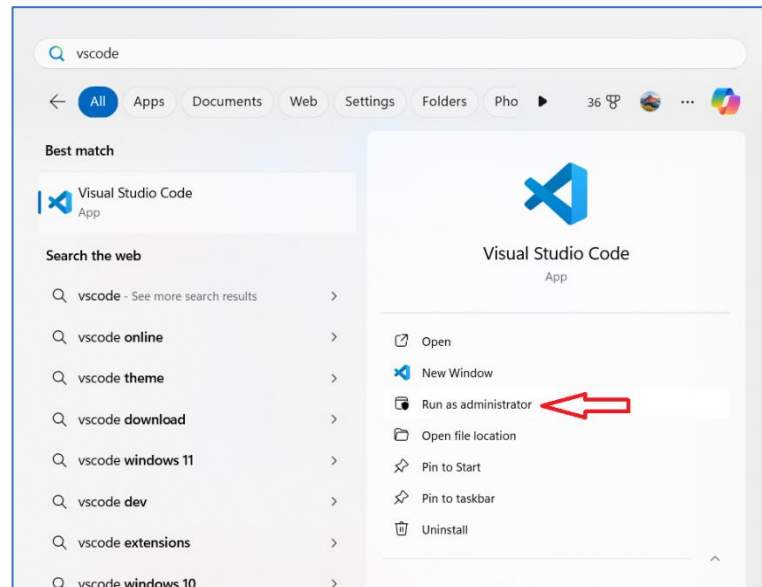 vscode
All Apps Documents Web Settings Folders Pho 36 ...
Best match
Visual Studio Code
App
Search the web
vscode - See more search results
vscode online
vscode theme
vscode download
vscode windows 11
vscode dev
vscode extensions
vscode windows 10
Visual Studio Code
App
Open
New Window
Run as administrator
Open file location
Pin to Start
Pin to taskbar
Uninstall